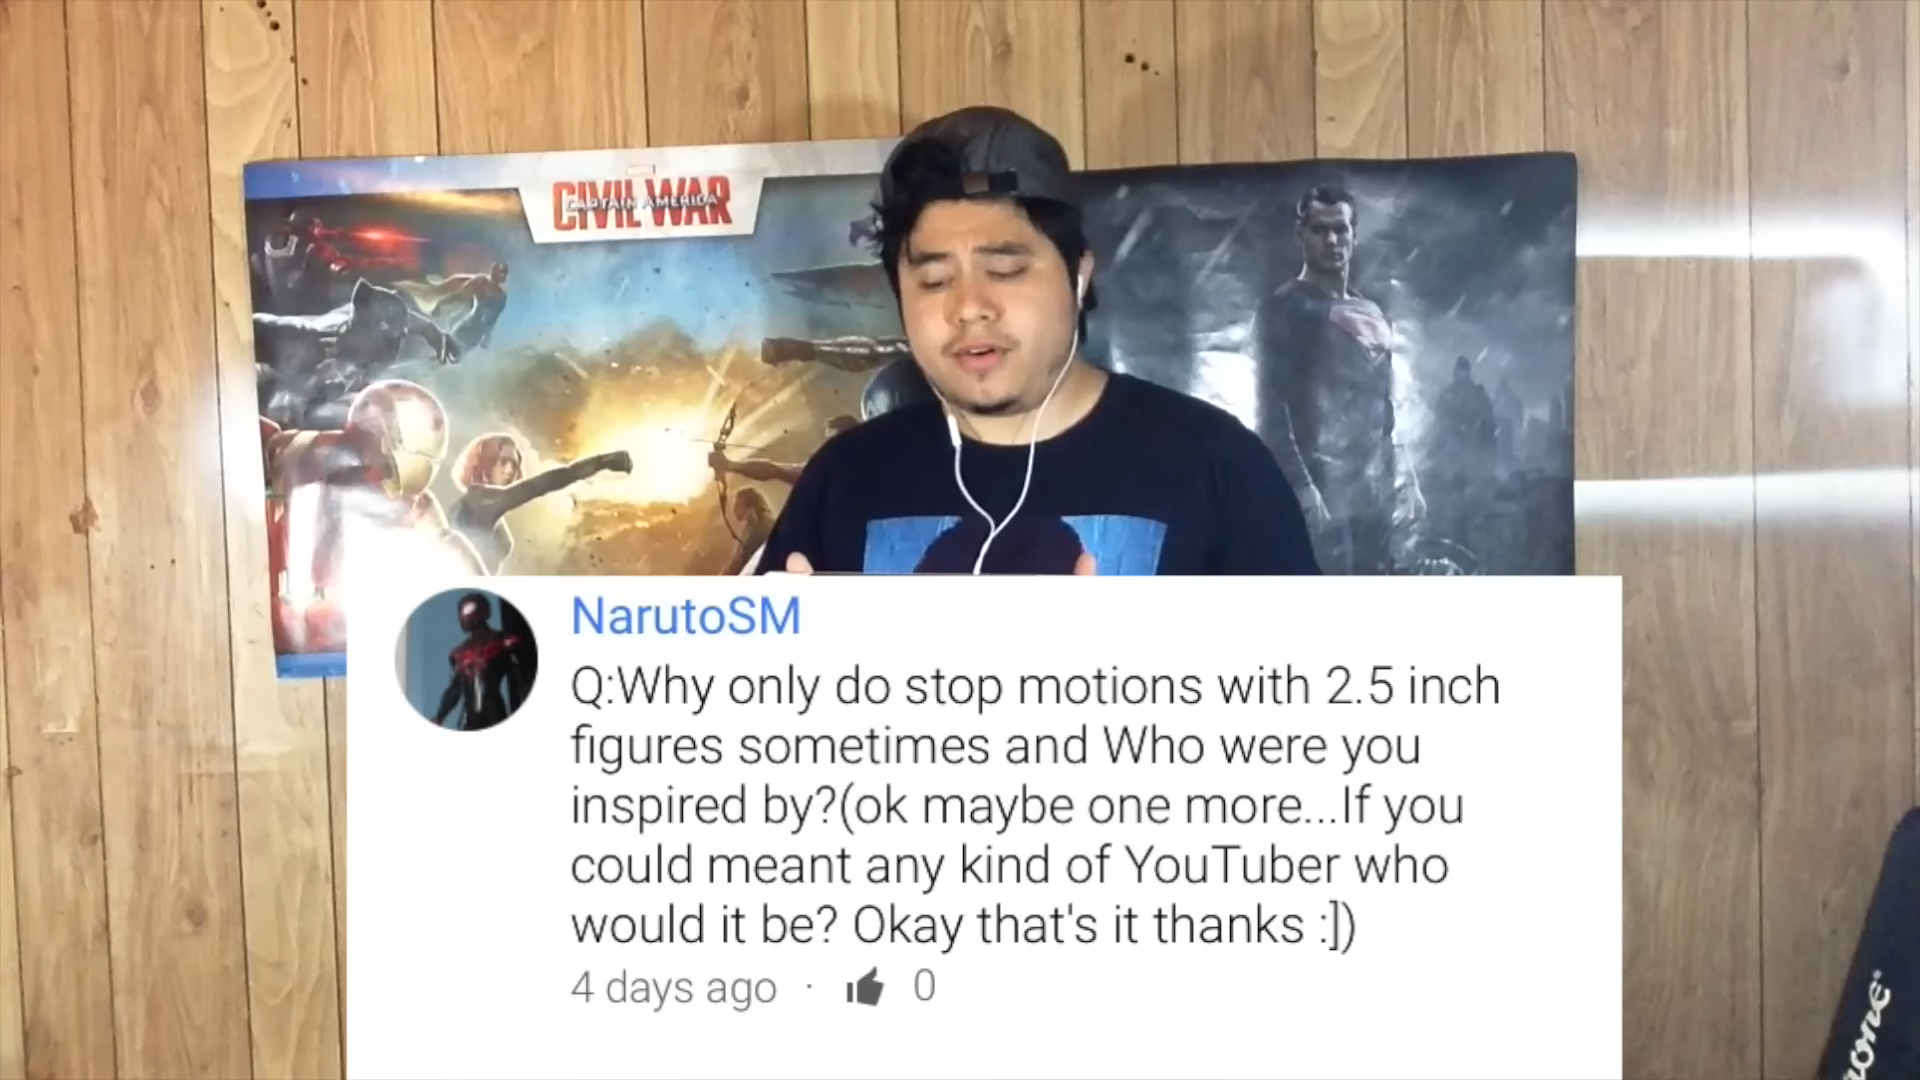 MARVEL
CIVIL WAR
CAPTAIN AMERICA
NarutoSM
Q:Why only do stop motions with 2.5 inch
figures sometimes and Who were you
inspired by?(ok maybe one more...If you
could meant any kind of YouTuber who
would it be? Okay that's it thanks :])
4 days ago · 0